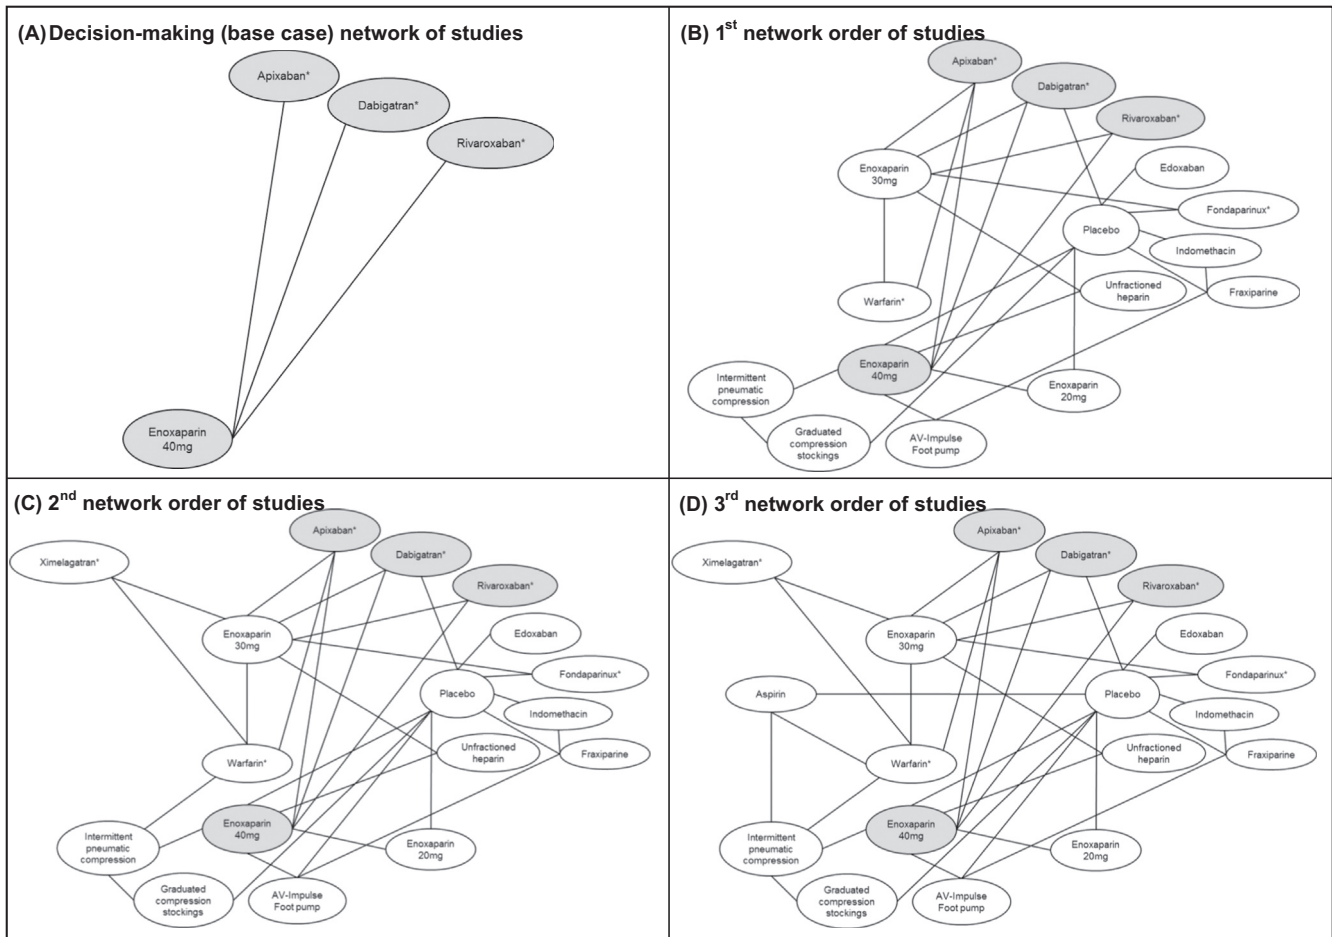 (A) Decision-making (base case) network of studies
Apixaban*
Dabigatran*
Rivaroxaban*
Enoxaparin
40mg
(B) 1st network order of studies
Apixaban*
Dabigatran*
Rivaroxaban*
Enoxaparin
30mg
Edoxaban
Fondaparinux*
Placebo
Indomethacin
Warfarin*
Unfractioned
heparin
Fraxiparine
Enoxaparin
40mg
Intermittent
pneumatic
compression
Enoxaparin
20mg
Graduated
compression
stockings
AV-Impulse
Foot pump
(C) 2nd network order of studies
Apixaban*
Dabigatran*
Ximelagatran*
Rivaroxaban*
Enoxaparin
30mg
Edoxaban
Fondaparinux*
Placebo
Indomethacin
Warfarin*
Unfractioned
heparin
Fraxiparine
Enoxaparin
40mg
Intermittent
pneumatic
compression
Enoxaparin
20mg
Graduated
compression
stockings
AV-Impulse
Foot pump
(D) 3rd network order of studies
Apixaban*
Dabigatran*
Ximelagatran*
Rivaroxaban*
Enoxaparin
30mg
Edoxaban
Fondaparinux*
Aspirin
Placebo
Indomethacin
Warfarin*
Unfractioned
heparin
Fraxiparine
Enoxaparin
40mg
Intermittent
pneumatic
compression
Enoxaparin
20mg
Graduated
compression
stockings
AV-Impulse
Foot pump